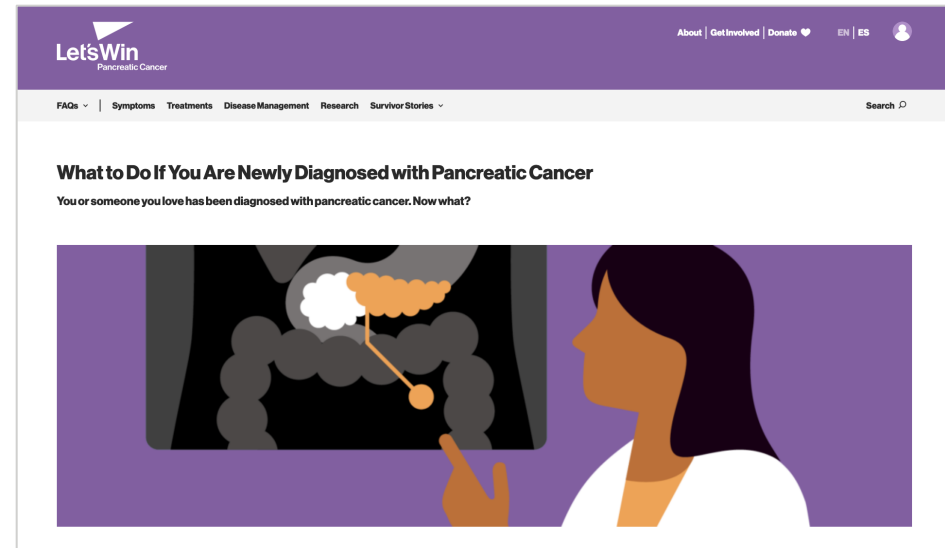 Let'sWin
Pancreatic Cancer
About | Get Involved | Donate EN | ES
FAQs | Symptoms Treatments Disease Management Research Survivor Stories Search
What to Do If You Are Newly Diagnosed with Pancreatic Cancer
You or someone you love has been diagnosed with pancreatic cancer. Now what?